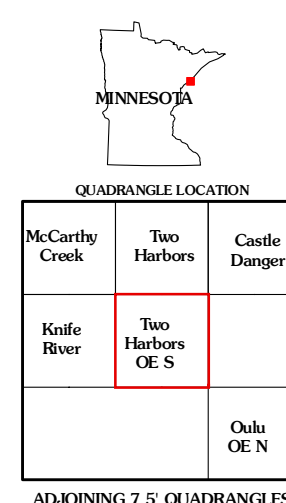 MINNESOTA
QUADRANGLE LOCATION
McCarthy
Creek
Two
Harbors
Castle
Danger
Knife
River
Two
Harbors
OE S
Oulu
OE N
ADJOINING 7.5' QUADRANGLES